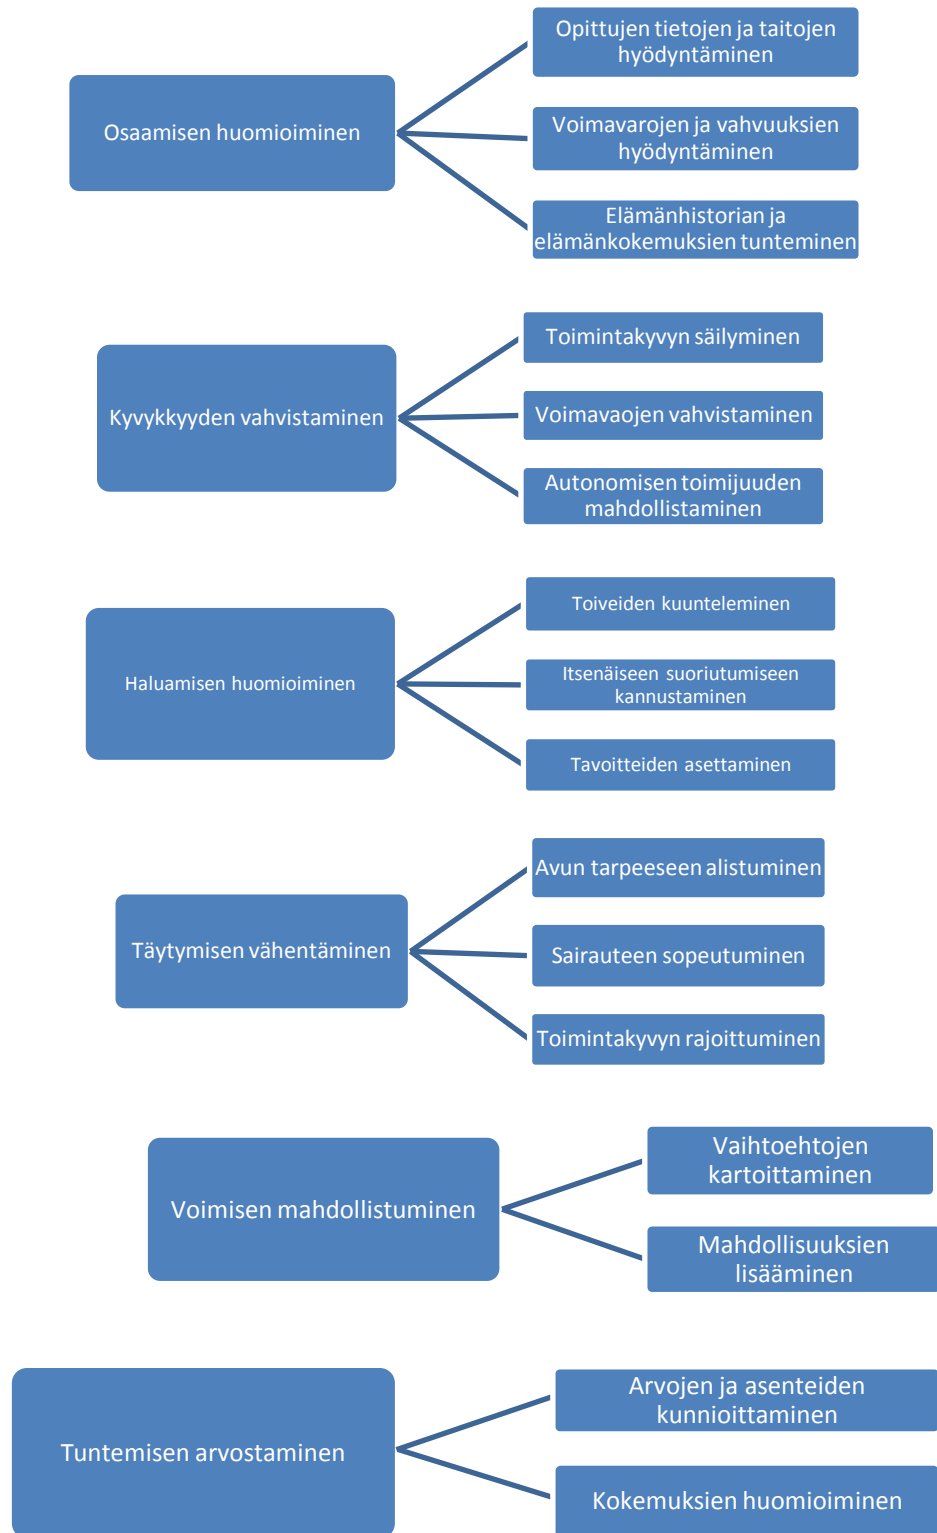 Osaamisen huomioiminen
Opittujen tietojen ja taitojen
hyödyntäminen
Voimavarojen ja vahvuuksien
hyödyntäminen
Elämänhistorian ja
elämänkokemuksien tunteminen
Kyvykkyyden vahvistaminen
Toimintakyvyn säilyminen
Voimavaojen vahvistaminen
Autonomisen toimijuuden
mahdollistaminen
Haluamisen huomioiminen
Toiveiden kuunteleminen
Itsenäiseen suoriutumiseen
kannustaminen
Tavoitteiden asettaminen
Täytymisen vähentäminen
Avun tarpeeseen alistuminen
Sairauteen sopeutuminen
Toimintakyvyn rajoittuminen
Voimisen mahdollistuminen
Vaihtoehtojen
kartoittaminen
Mahdollisuuksien
lisääminen
Tuntemisen arvostaminen
Arvojen ja asenteiden
kunnioittaminen
Kokemuksien huomioiminen